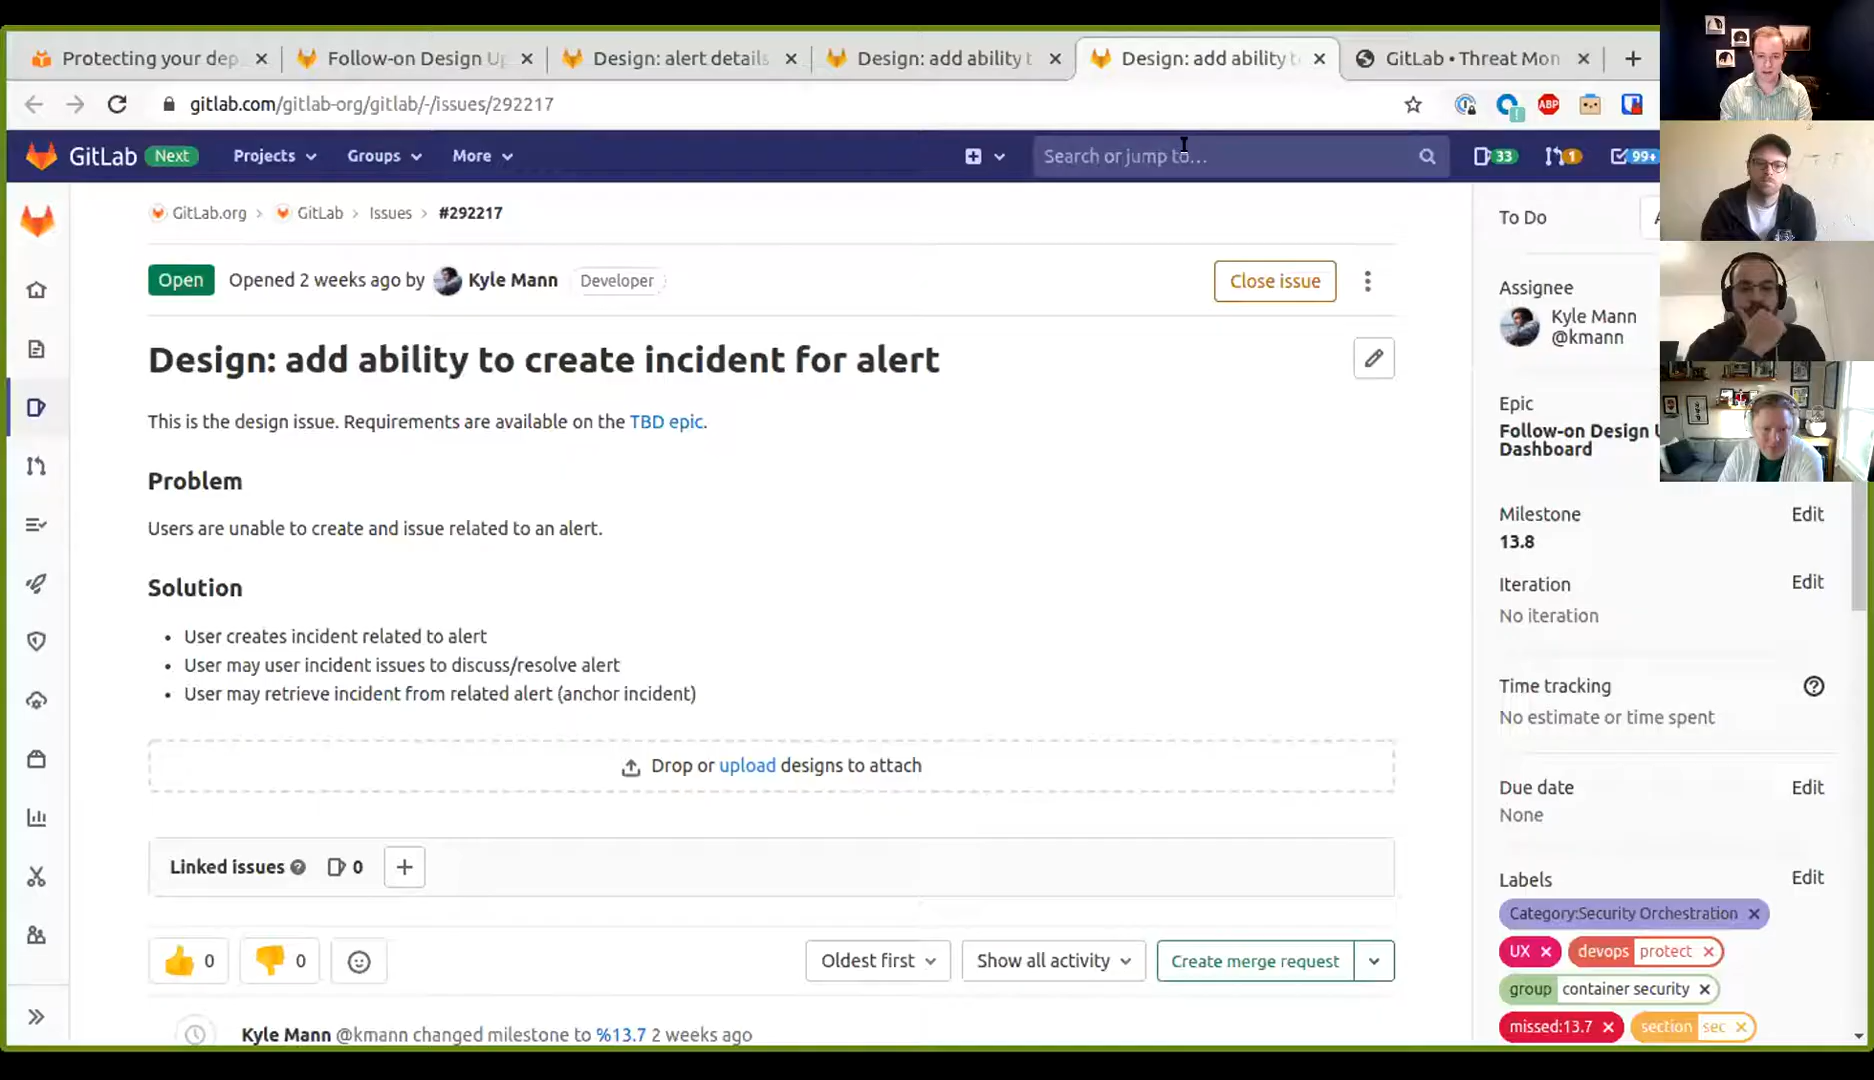 Protecting your dep
Follow-on Design Up
Design: alert details
Design: add ability t
Design: add ability to
GitLab • Threat Mon
gitlab.com/gitlab-org/gitlab/-/issues/292217
ABP
GitLab Next Projects Groups More Search or jump to... 33 1 99+
GitLab.org > GitLab > Issues > #292217
To Do
Open Opened 2 weeks ago by Kyle Mann Developer Close issue
Assignee
Kyle Mann
@kmann
Design: add ability to create incident for alert
Epic
Follow-on Design U
Dashboard
This is the design issue. Requirements are available on the TBD epic.
Problem
Milestone Edit
13.8
Users are unable to create and issue related to an alert.
Solution
Iteration Edit
No iteration
• User creates incident related to alert
• User may user incident issues to discuss/resolve alert
• User may retrieve incident from related alert (anchor incident)
Time tracking
No estimate or time spent
Drop or upload designs to attach
Due date Edit
None
Linked issues 0
Labels Edit
Category:Security Orchestration
UX devops protect
group container security
missed:13.7 section sec
0 0 Oldest first Show all activity Create merge request
Kyle Mann @kmann changed milestone to %13.7 2 weeks ago